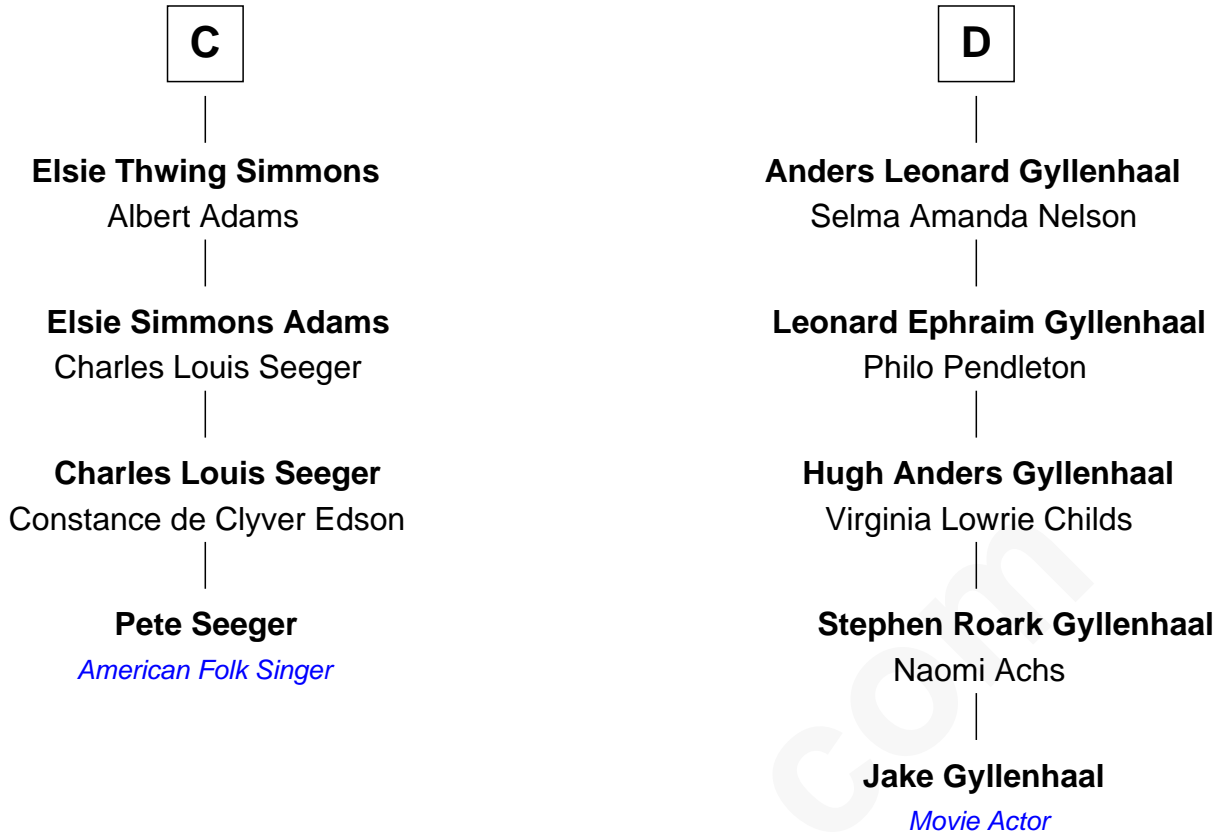 C
Elsie Thwing Simmons
Albert Adams
Elsie Simmons Adams
Charles Louis Seeger
Charles Louis Seeger
Constance de Clyver Edson
Pete Seeger
American Folk Singer
D
Anders Leonard Gyllenhaal
Selma Amanda Nelson
Leonard Ephraim Gyllenhaal
Philo Pendleton
Hugh Anders Gyllenhaal
Virginia Lowrie Childs
Stephen Roark Gyllenhaal
Naomi Achs
Jake Gyllenhaal
Movie Actor
com